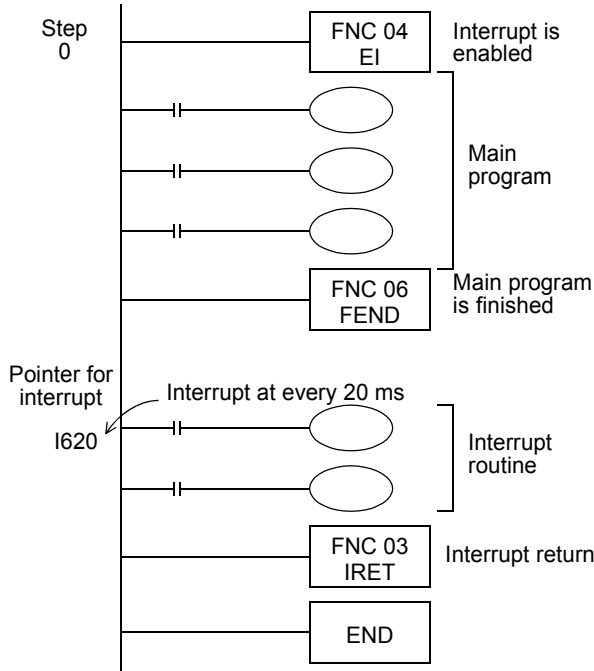 Step
0
FNC 04
EI
Interrupt is
enabled
Main
program
FNC 06
FEND
Main program
is finished
Pointer for
interrupt
Interrupt at every 20 ms
I620
Interrupt
routine
FNC 03
IRET
Interrupt return
END